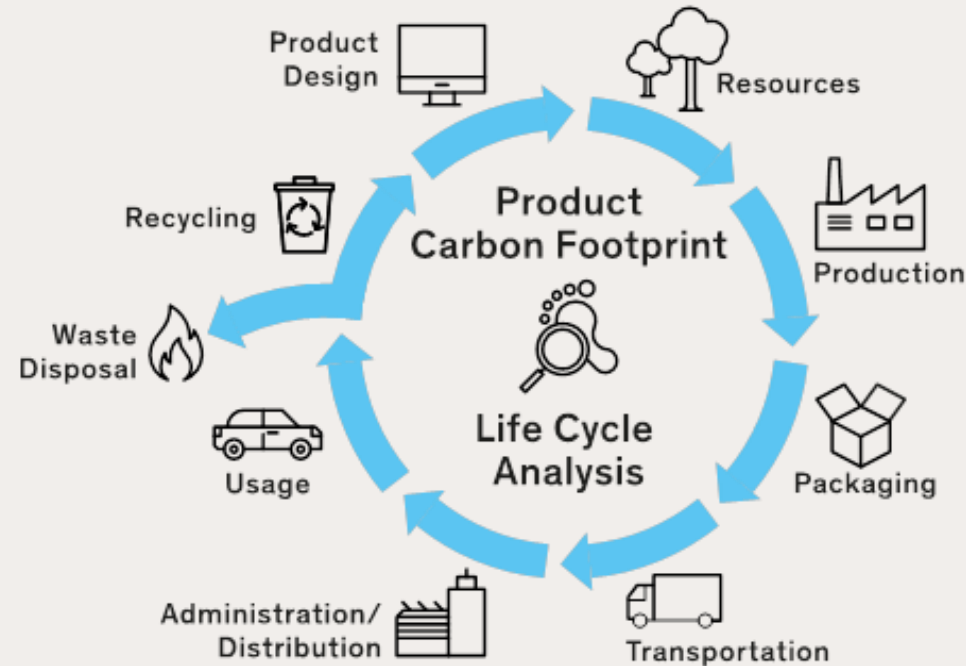 Product
Design
Resources
Recycling
Product
Carbon Footprint
Production
Waste
Disposal
Life Cycle
Analysis
Usage
Packaging
Administration/
Distribution
Transportation